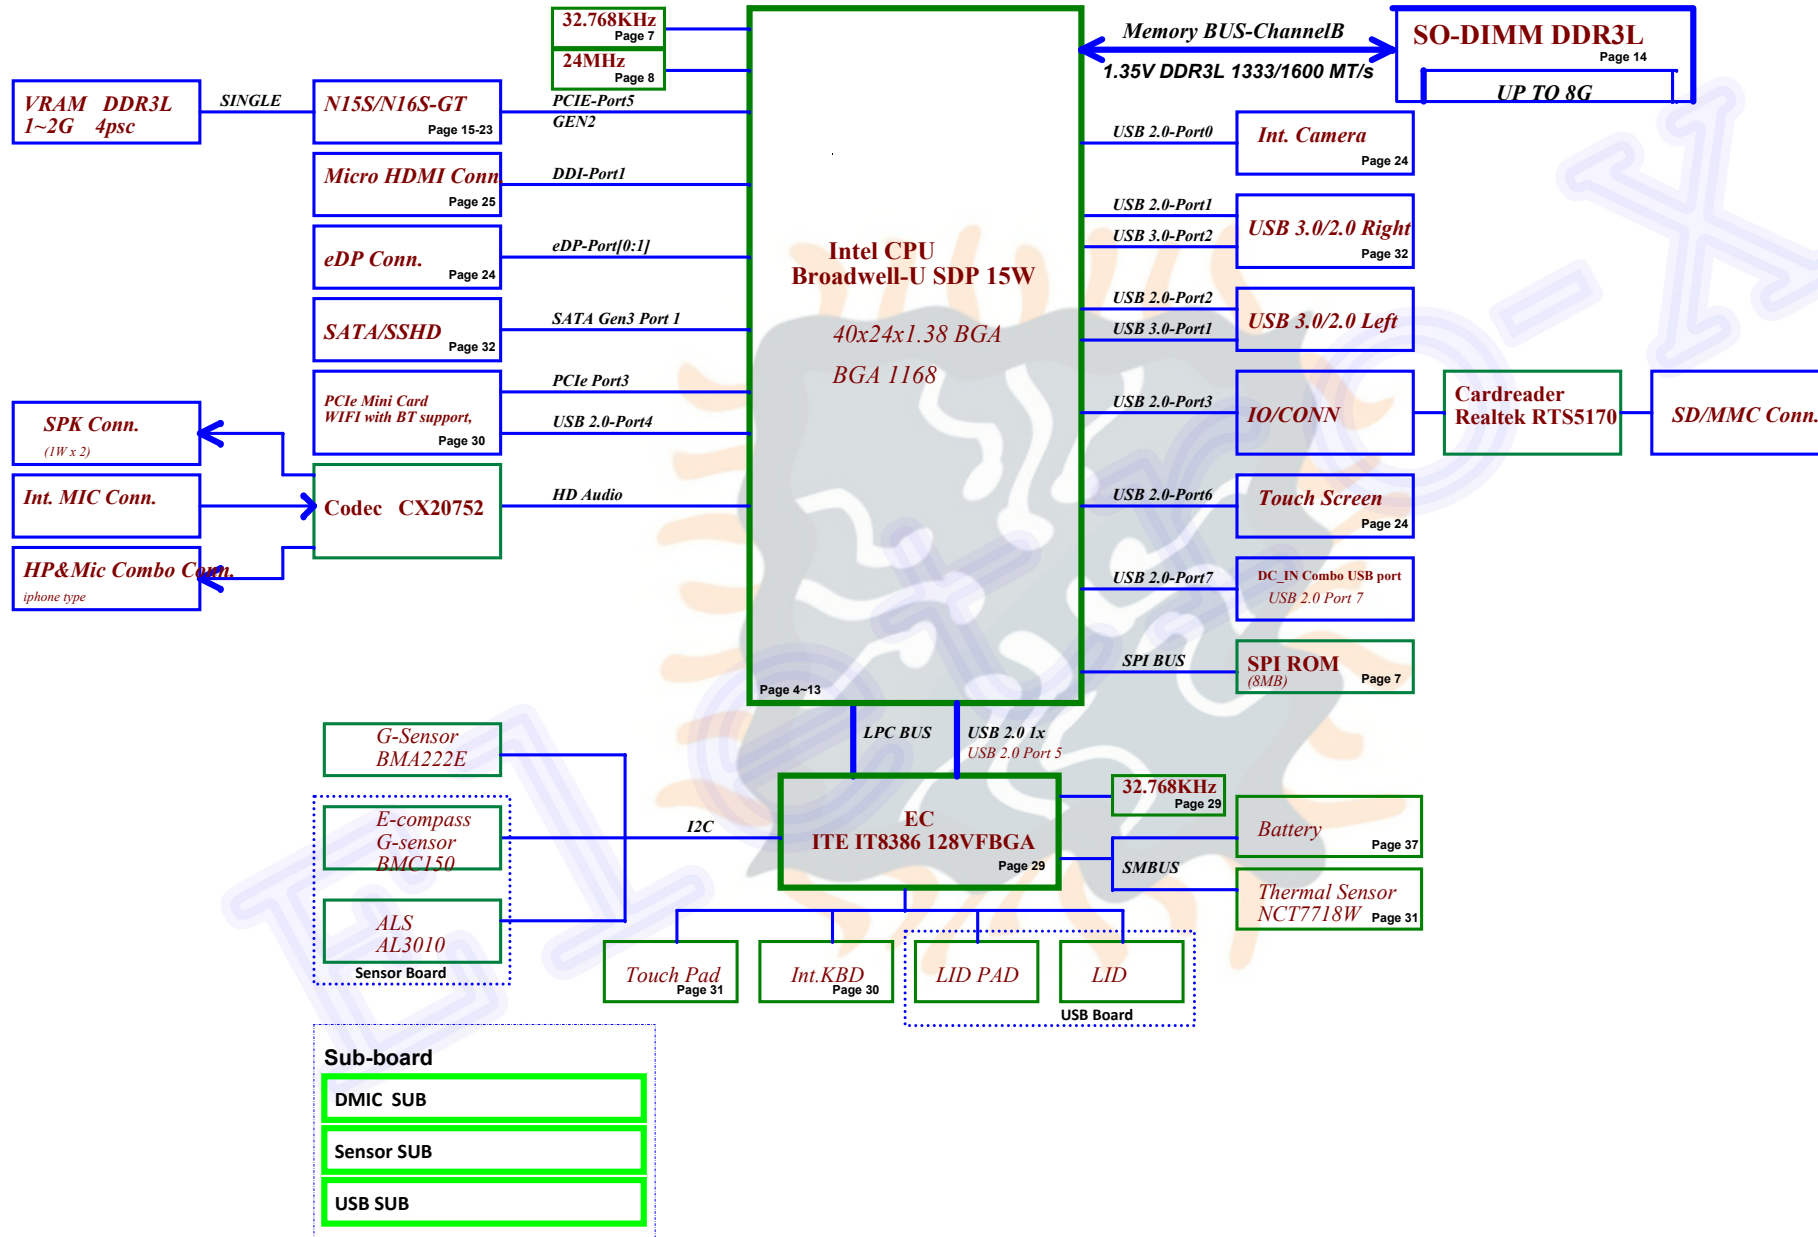 32.768KHz
Page 7
24MHz
Page 8
Memory BUS-ChannelB
1.35V DDR3L 1333/1600 MT/s
SO-DIMM DDR3L
Page 14
UP TO 8G
VRAM DDR3L
1~2G 4psc
SINGLE
N15S/N16S-GT
Page 15-23
PCIE-Port5
GEN2
Micro HDMI Conn.
Page 25
DDI-Port1
eDP Conn.
Page 24
eDP-Port[0:1]
SATA/SSHD
Page 32
SATA Gen3 Port 1
PCIe Mini Card
WIFI with BT support,
Page 30
PCIe Port3
USB 2.0-Port4
SPK Conn.
(1W x 2)
Int. MIC Conn.
HP&Mic Combo Conn.
iphone type
Codec CX20752
HD Audio
Intel CPU
Broadwell-U SDP 15W
40x24x1.38 BGA
BGA 1168
Page 4~13
USB 2.0-Port0
Int. Camera
Page 24
USB 2.0-Port1
USB 3.0-Port2
USB 3.0/2.0 Right
Page 32
USB 2.0-Port2
USB 3.0-Port1
USB 3.0/2.0 Left
USB 2.0-Port3
IO/CONN
Cardreader
Realtek RTS5170
SD/MMC Conn.
USB 2.0-Port6
Touch Screen
Page 24
USB 2.0-Port7
DC_IN Combo USB port
USB 2.0 Port 7
SPI BUS
SPI ROM
(8MB)
Page 7
LPC BUS
USB 2.0 1x
USB 2.0 Port 5
G-Sensor
BMA222E
E-compass
G-sensor
BMC150
ALS
AL3010
Sensor Board
I2C
EC
ITE IT8386 128VFBGA
Page 29
32.768KHz
Page 29
SMBUS
Battery
Page 37
Thermal Sensor
NCT7718W
Page 31
Touch Pad
Page 31
Int.KBD
Page 30
LID PAD
LID
USB Board
Sub-board
DMIC SUB
Sensor SUB
USB SUB